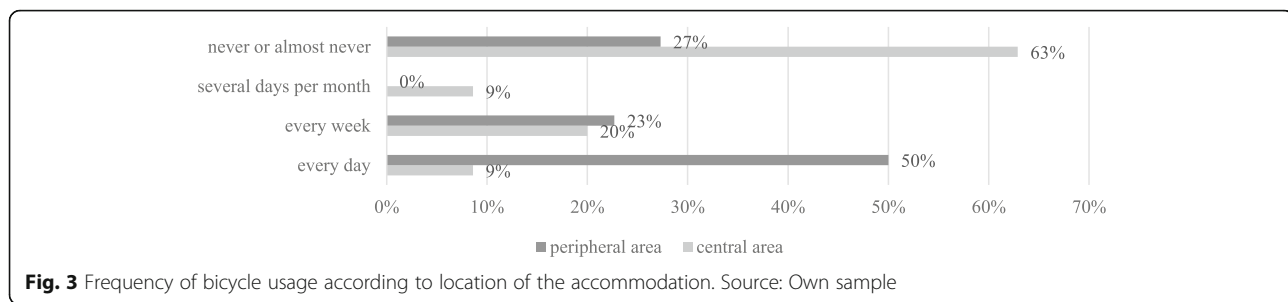 never or almost never
27%
63%
several days per month
0%
9%
every week
23%
20%
every day
50%
9%
0% 10% 20% 30% 40% 50% 60% 70%
peripheral area central area
Fig. 3 Frequency of bicycle usage according to location of the accommodation. Source: Own sample